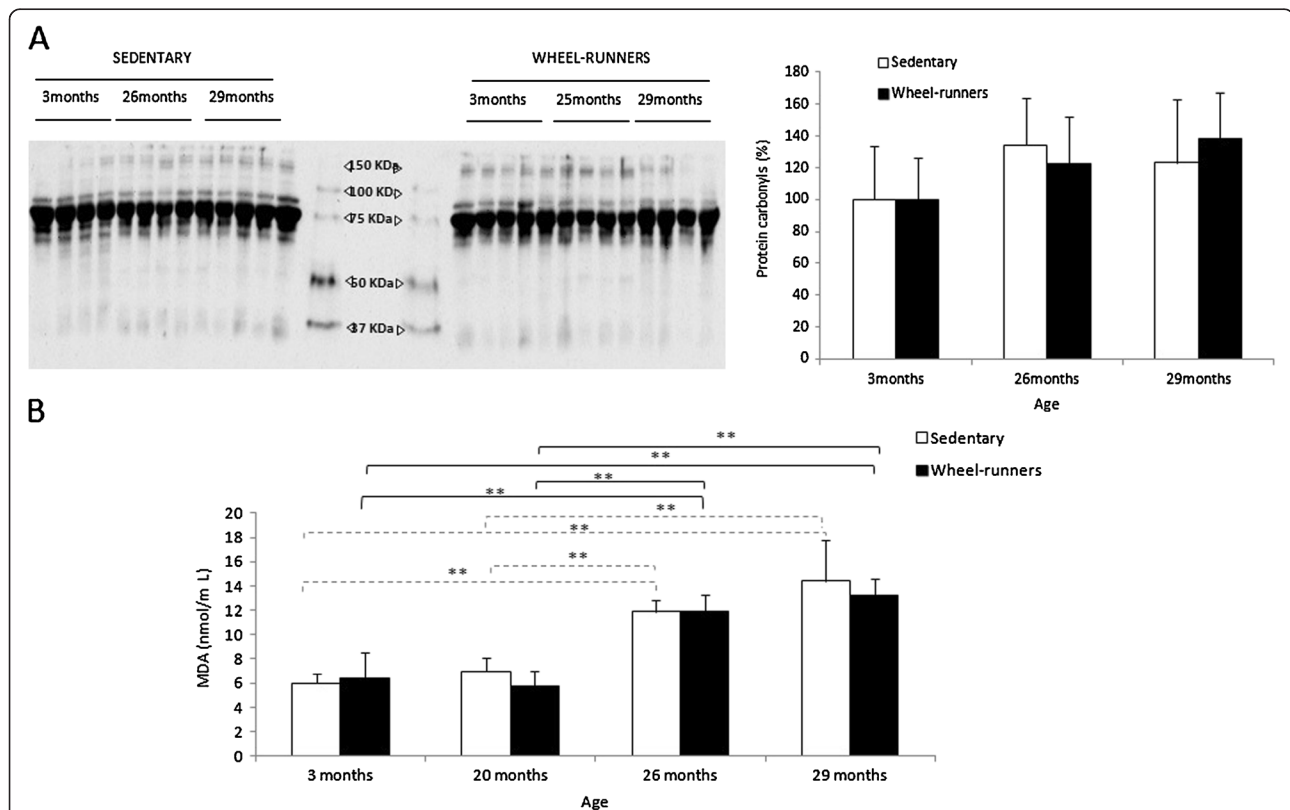 A
SEDENTARY
3months 26months 29months
WHEEL-RUNNERS
3months 25months 29months
150 KDa
100 KDa
75 KDa
50 KDa
37 KDa
Sedentary
Wheel-runners
180
160
140
120
100
80
60
40
20
0
Protein carbonyls (%)
3months 26months 29months
Age
B
Sedentary
Wheel-runners
**
**
**
**
**
**
**
**
20
18
16
14
12
10
8
6
4
2
0
MDA (nmol/m L)
3 months 20 months 26 months 29 months
Age